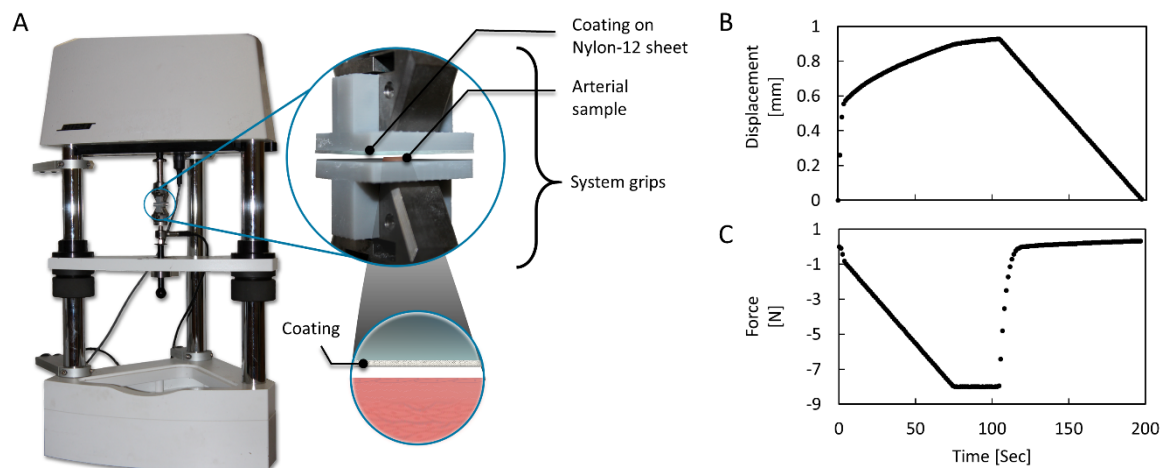 A
Coating on
Nylon-12 sheet
Arterial
sample
System grips
Coating
B
Displacement
[mm]
1
0.8
0.6
0.4
0.2
0
C
Force
[N]
1
-1
-3
-5
-7
-9
0
50
100
150
200
Time [Sec]